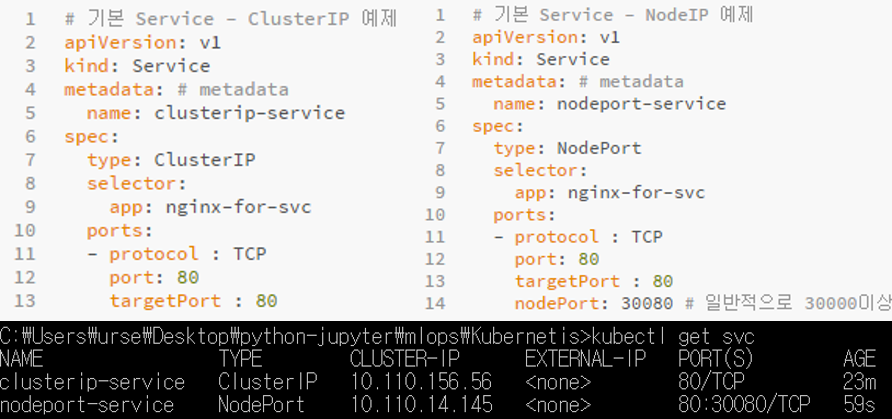 1 # 기본 Service – ClusterIP 예제
2 apiVersion: v1
3 kind: Service
4 metadata: # metadata
5 name: clusterip-service
6 spec:
7 type: ClusterIP
8 selector:
9 app: nginx-for-svc
10 ports:
11 - protocol : TCP
12 port: 80
13 targetPort : 80
1 # 기본 Service – NodeIP 예제
2 apiVersion: v1
3 kind: Service
4 metadata: # metadata
5 name: nodeport-service
6 spec:
7 type: NodePort
8 selector:
9 app: nginx-for-svc
10 ports:
11 - protocol : TCP
12 port: 80
13 targetPort : 80
14 nodePort: 30080 # 일반적으로 30000이상
C:₩Users₩urse₩Desktop₩python-jupyter₩mlops₩Kubernetis>kubectl get svc
NAME TYPE CLUSTER-IP EXTERNAL-IP PORT(S) AGE
clusterip-service ClusterIP 10.110.156.56 <none> 80/TCP 23m
nodeport-service NodePort 10.110.14.145 <none> 80:30080/TCP 59s